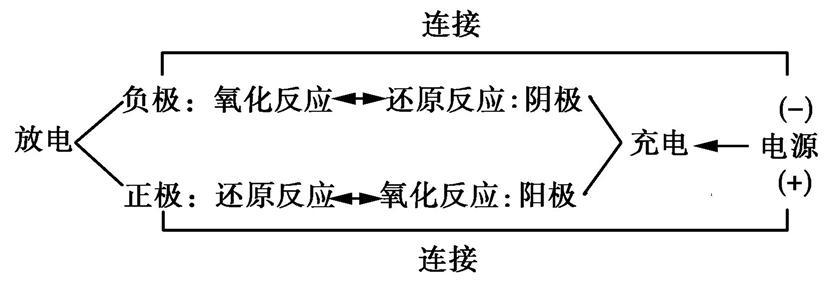 连接
负极：氧化反应 还原反应：阴极
(−)
放电 充电 电源
(+)
正极：还原反应 氧化反应：阳极
连接